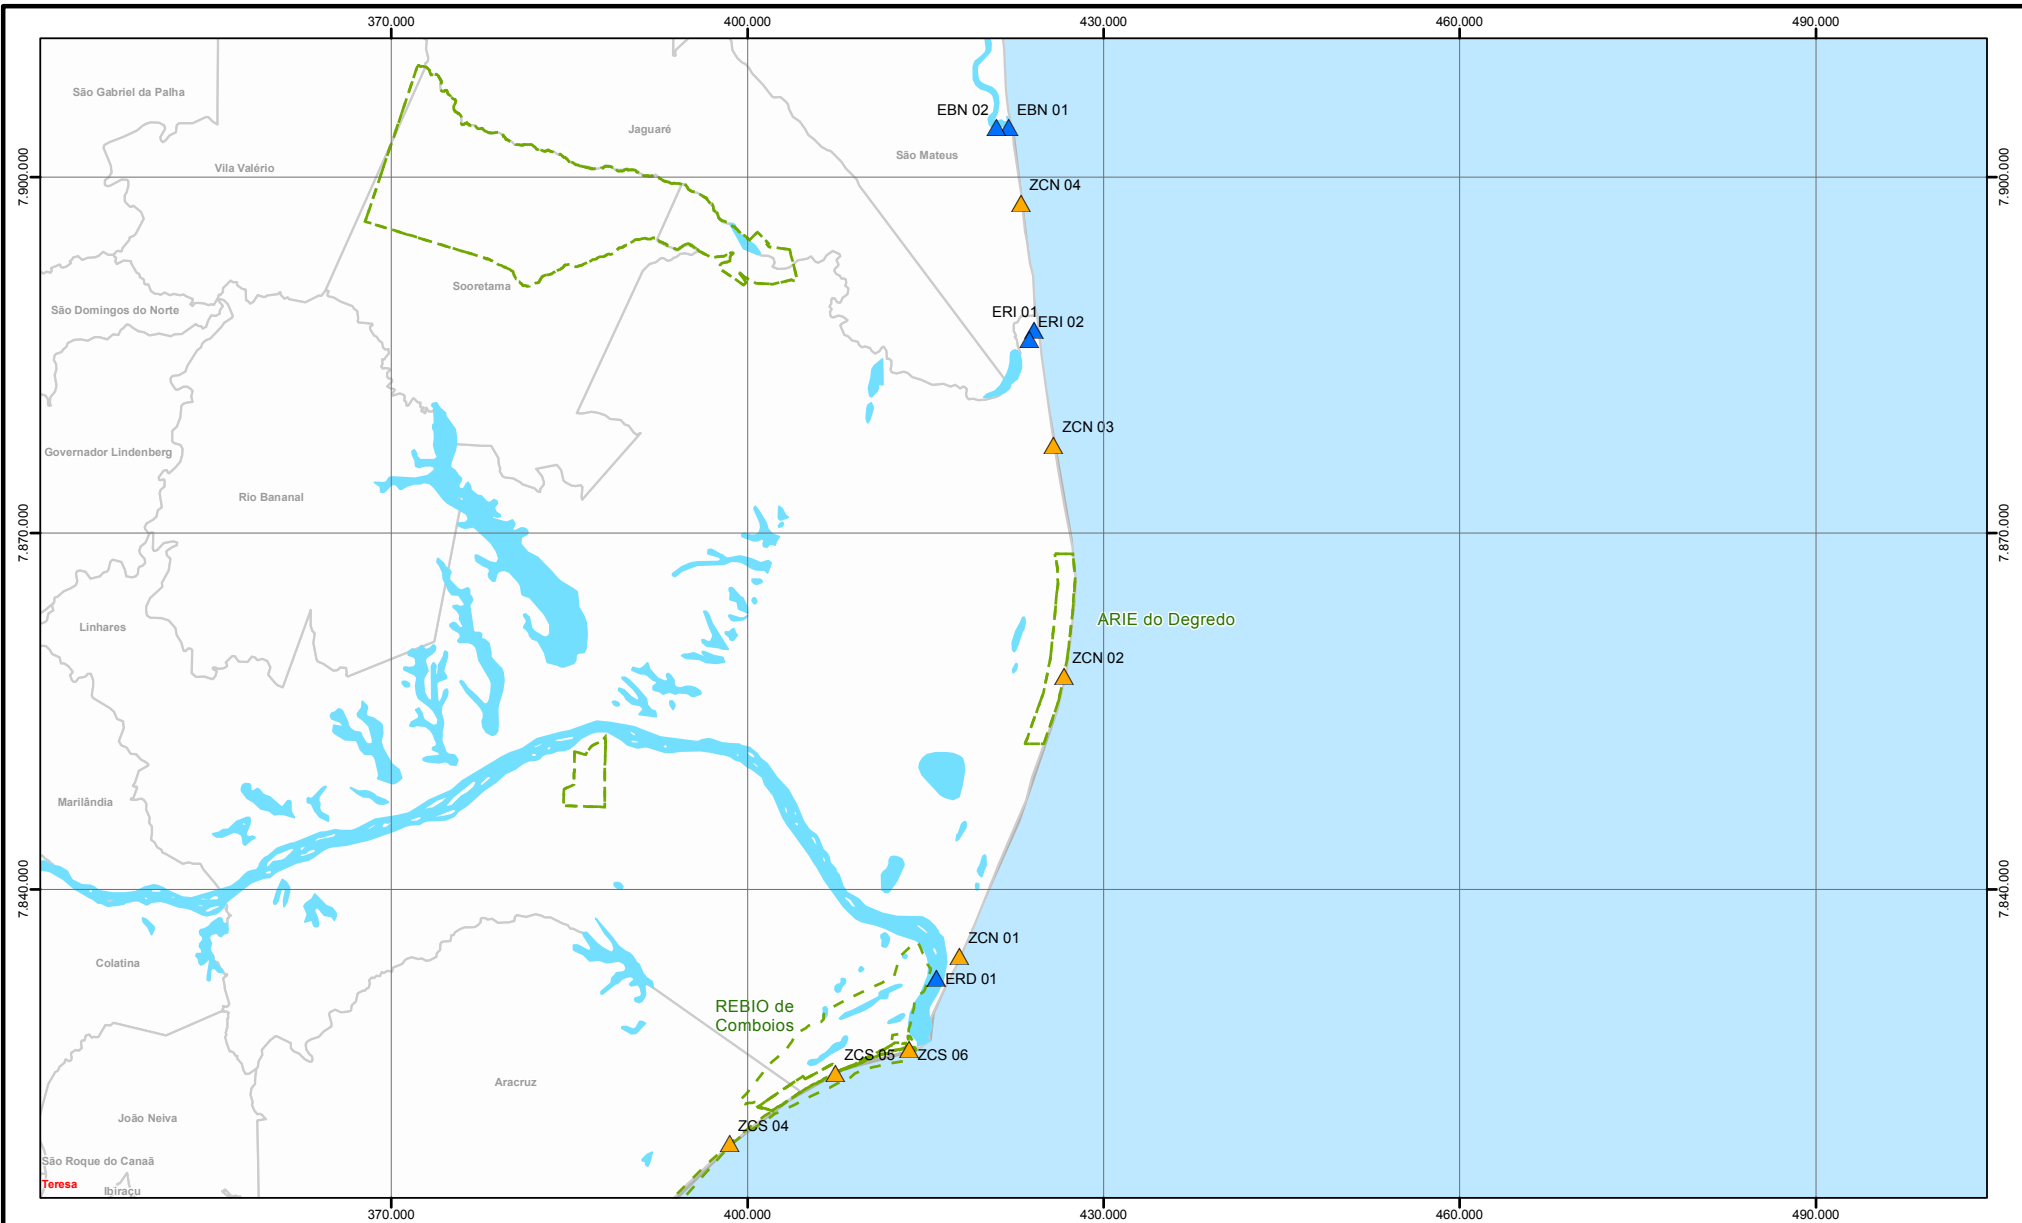 370.000
400.000
430.000
460.000
490.000
São Gabriel da Palha
EBN 02
EBN 01
Jaguaré
São Mateus
Vila Valério
7.900.000
7.900.000
ZCN 04
Sooretama
São Domingos do Norte
ERI 01
ERI 02
ZCN 03
Governador Lindenberg
Rio Bananal
7.870.000
7.870.000
ARIE do Degredo
Linhares
ZCN 02
Marilândia
7.840.000
7.840.000
ZCN 01
Colatina
ERD 01
REBIO de
Comboios
ZCS 05
ZCS 06
Aracruz
João Neiva
ZCS 04
São Roque do Canaã
Teresa
Ibiraçu
370.000
400.000
430.000
460.000
490.000